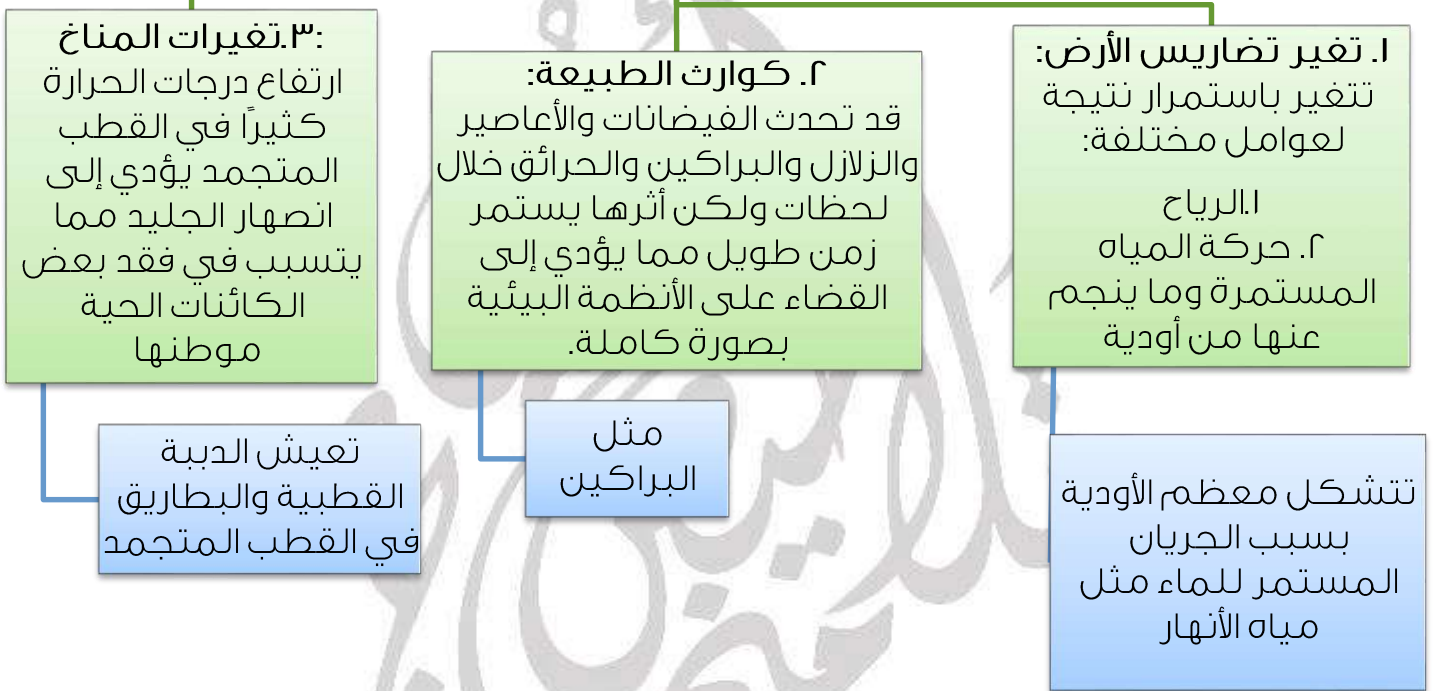 ١. تغير تضاريس الأرض:
تتغير باستمرار نتيجة
لعوامل مختلفة:
١.الرياح
٢. حركة المياه
المستمرة وما ينجم
عنها من أودية
تتشكل معظم الأودية
بسبب الجريان
المستمر للماء مثل
مياه الأنهار
٢. كوارث الطبيعة:
قد تحدث الفيضانات والأعاصير
والزلازل والبراكين والحرائق خلال
لحظات ولكن أثرها يستمر
زمن طويل مما يؤدي إلى
القضاء على الأنظمة البيئية
بصورة كاملة.
مثل
البراكين
٣.تغيرات المناخ:
ارتفاع درجات الحرارة
كثيرًا في القطب
المتجمد يؤدي إلى
انصهار الجليد مما
يتسبب في فقد بعض
الكائنات الحية
موطنها
تعيش الدببة
القطبية والبطاريق
في القطب المتجمد